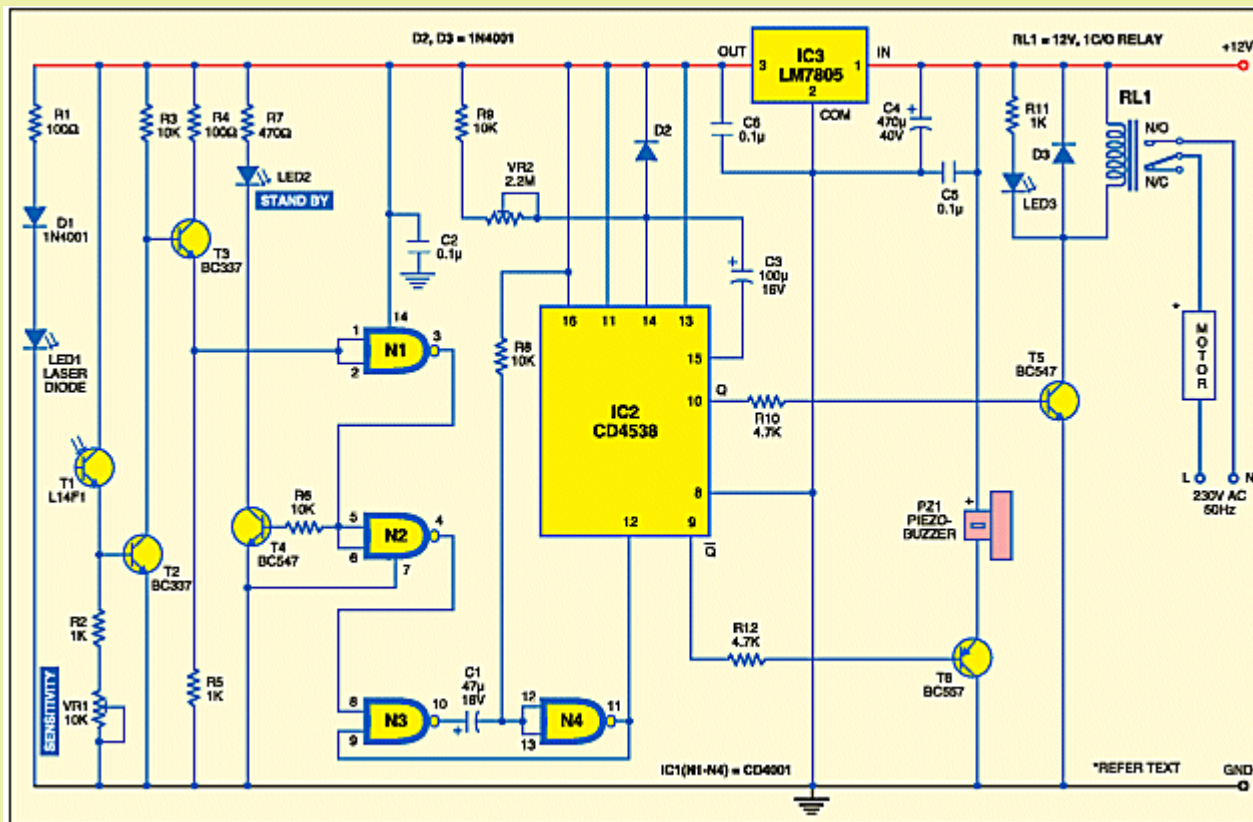 D2, D3 = 1N4001
OUT
3
IC3
LM7805
1
IN
2
COM
RL1 = 12V, 1C/O RELAY
+12V
R1
100Ω
R3
10K
R4
100Ω
R7
470Ω
LED2
STAND BY
R9
10K
VR2
2.2M
D2
C6
0.1µ
C4
470µ
40V
+
C5
0.1µ
R11
1K
D3
LED3
RL1
N/O
N/C
D1
1N4001
T3
BC337
C2
0.1µ
+
C3
100µ
16V
LED1
LASER
DIODE
14
1
2
N1
3
R8
10K
16
11
14
13
15
10
Q
IC2
CD4538
8
12
9
Q
R10
4.7K
T5
BC547
*
MOTOR
L
N
230V AC
50Hz
T1
L14F1
T2
BC337
R6
10K
T4
BC547
5
6
N2
4
7
+
PZ1
PIEZO-
BUZZER
R2
1K
SENSITIVITY
VR1
10K
R5
1K
8
9
N3
10
C1
47µ
16V
+
12
13
N4
11
R12
4.7K
T6
BC557
IC1(N1-N4) = CD4001
*REFER TEXT
GND